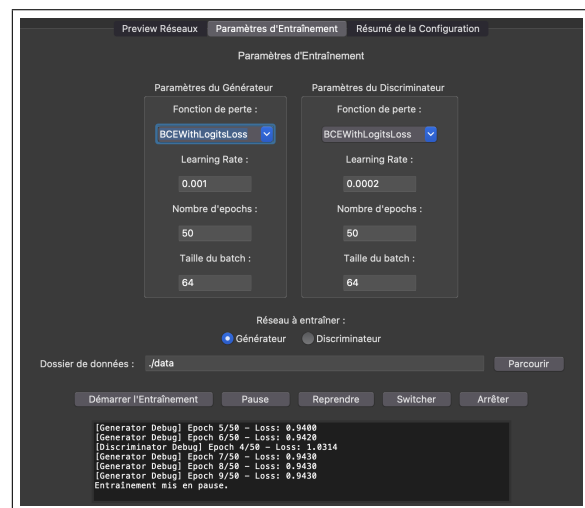 Preview Réseaux Paramètres d'Entraînement Résumé de la Configuration
Paramètres d'Entraînement
Paramètres du Générateur Paramètres du Discriminateur
Fonction de perte : Fonction de perte :
BCEWithLogitsLoss BCEWithLogitsLoss
Learning Rate : Learning Rate :
0.001 0.0002
Nombre d'epochs : Nombre d'epochs :
50 50
Taille du batch : Taille du batch :
64 64
Réseau à entraîner :
Générateur Discriminateur
Dossier de données : ./data Parcourir
Démarrer l'Entraînement Pause Reprendre Switcher Arrêter
[Generator Debug] Epoch 5/50 – Loss: 0.9400
[Generator Debug] Epoch 6/50 – Loss: 0.9420
[Discriminator Debug] Epoch 4/50 – Loss: 1.0314
[Generator Debug] Epoch 7/50 – Loss: 0.9430
[Generator Debug] Epoch 8/50 – Loss: 0.9430
[Generator Debug] Epoch 9/50 – Loss: 0.9430
Entraînement mis en pause.